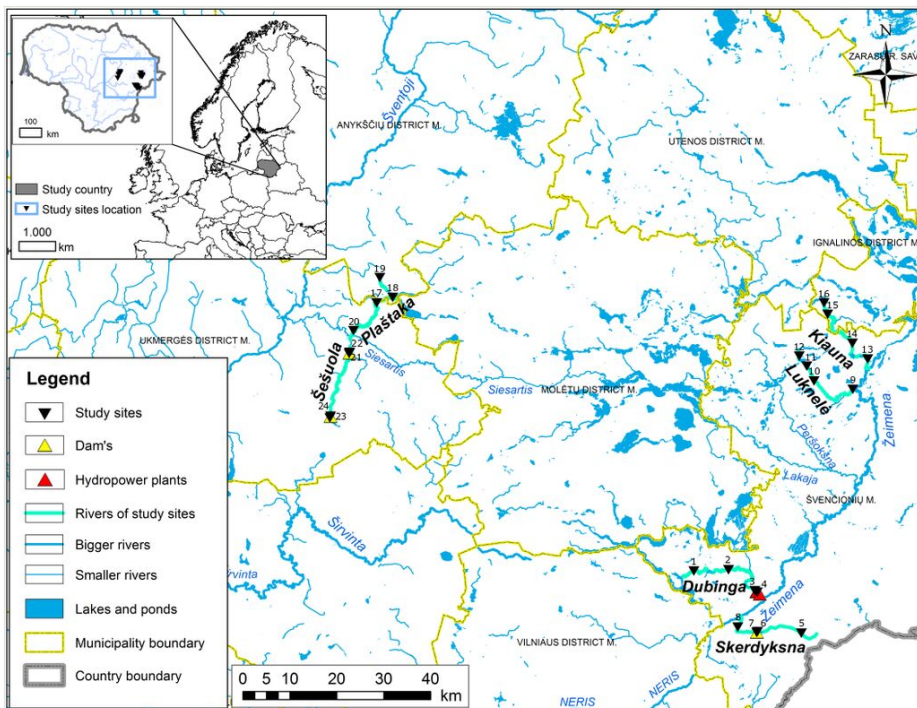 N
ZARASŲ R. SAV
Šventoji
ANYKŠČIŲ DISTRICT M.
UTENOS DISTRICT M.
100
km
Study country
Study sites location
1.000
km
IGNALINOS DISTRICT M.
19
18
17
16
15
20
Plaštaka
UKMERGĖS DISTRICT M.
22
21
Kiauna
14
13
12
11
10
9
Luknelė
Šešuola
Siesartis
Siesartis
MOLĖTŲ DISTRICT M.
24
23
Žeimena
Peršokšna
Lakaja
ŠVENČIONIŲ M.
Širvinta
Širvinta
1
2
3
4
Dubinga
Žeimena
8
7
6
5
Skerdyksna
VILNIAUS DISTRICT M.
NERIS
NERIS
Legend
Study sites
Dam's
Hydropower plants
Rivers of study sites
Bigger rivers
Smaller rivers
Lakes and ponds
Municipality boundary
Country boundary
0 5 10 20 30 40
km